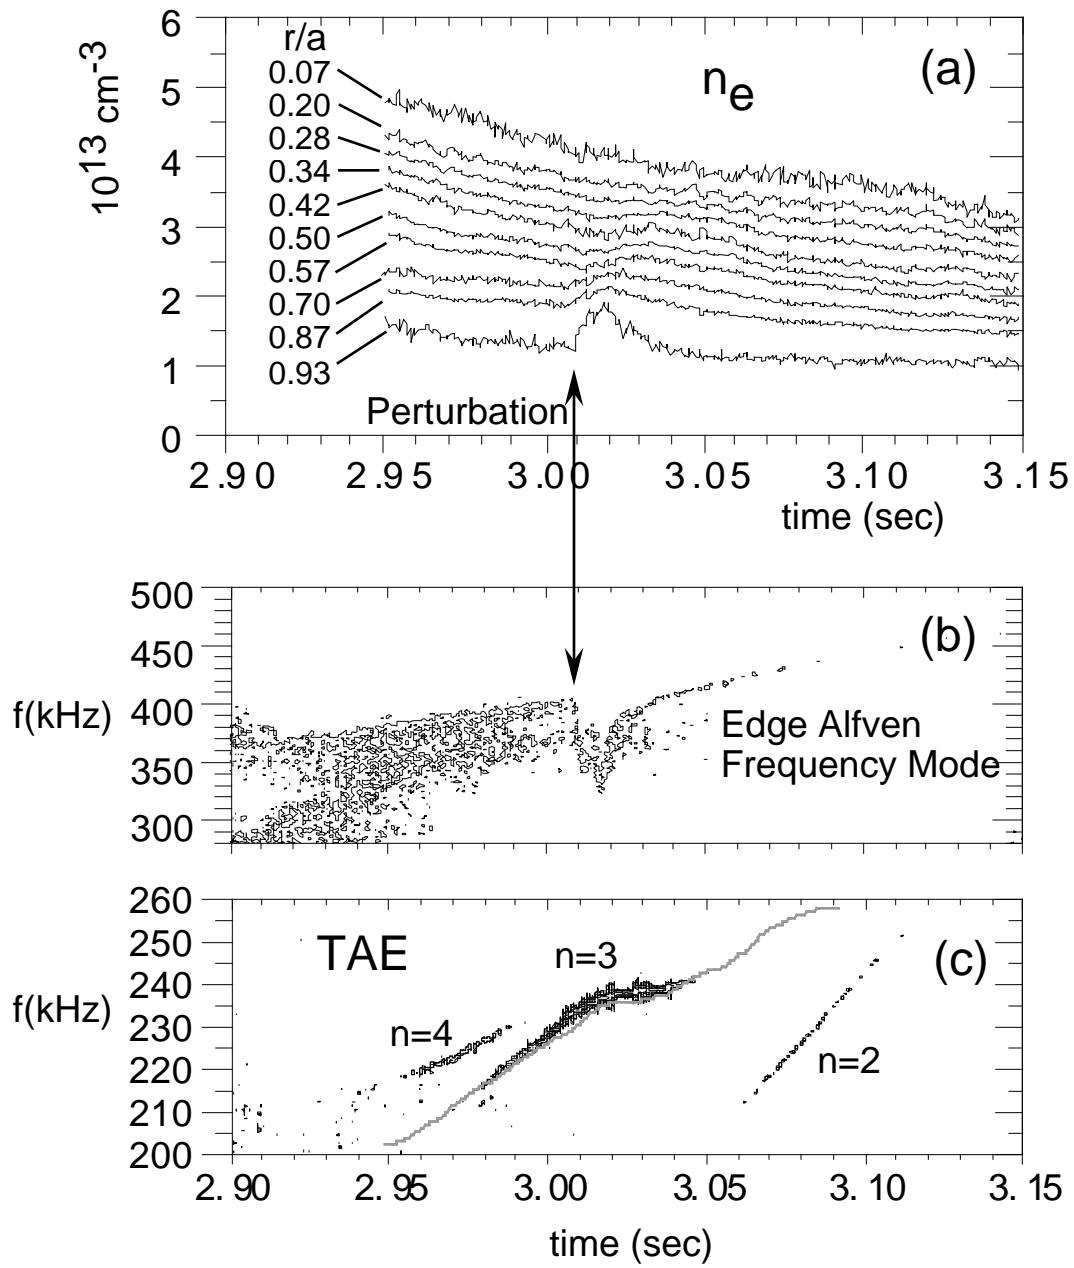 6
5
4
3
2
1
0
10^13 cm^-3
r/a
0.07
0.20
0.28
0.34
0.42
0.50
0.57
0.70
0.87
0.93
n_e
(a)
Perturbation
2.90 2.95 3.00 3.05 3.10 3.15
time (sec)
500
450
400
350
300
f(kHz)
(b)
Edge Alfven
Frequency Mode
260
250
240
230
220
210
200
f(kHz)
TAE
n=3
(c)
n=4
n=2
2.90 2.95 3.00 3.05 3.10 3.15
time (sec)